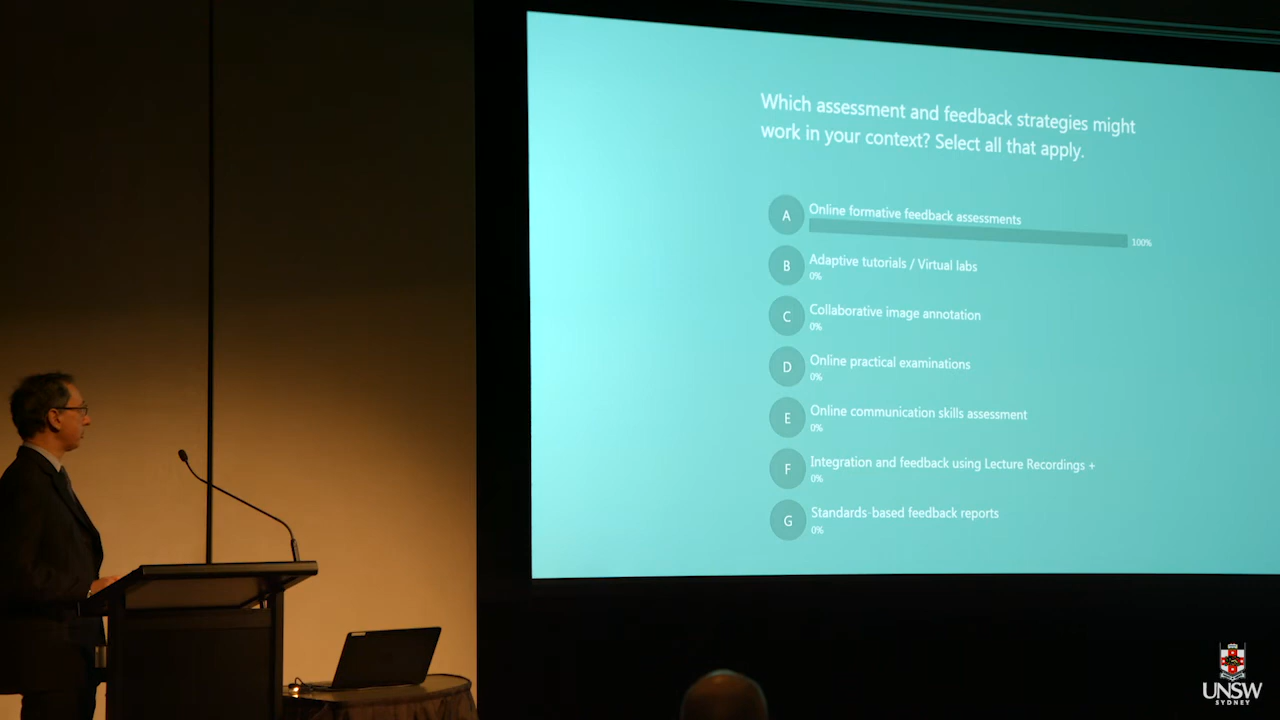 Which assessment and feedback strategies might
work in your context? Select all that apply.
A
Online formative feedback assessments
100%
B
Adaptive tutorials / Virtual labs
0%
C
Collaborative image annotation
0%
D
Online practical examinations
0%
E
Online communication skills assessment
0%
F
Integration and feedback using Lecture Recordings +
0%
G
Standards-based feedback reports
0%
UNSW
SYDNEY